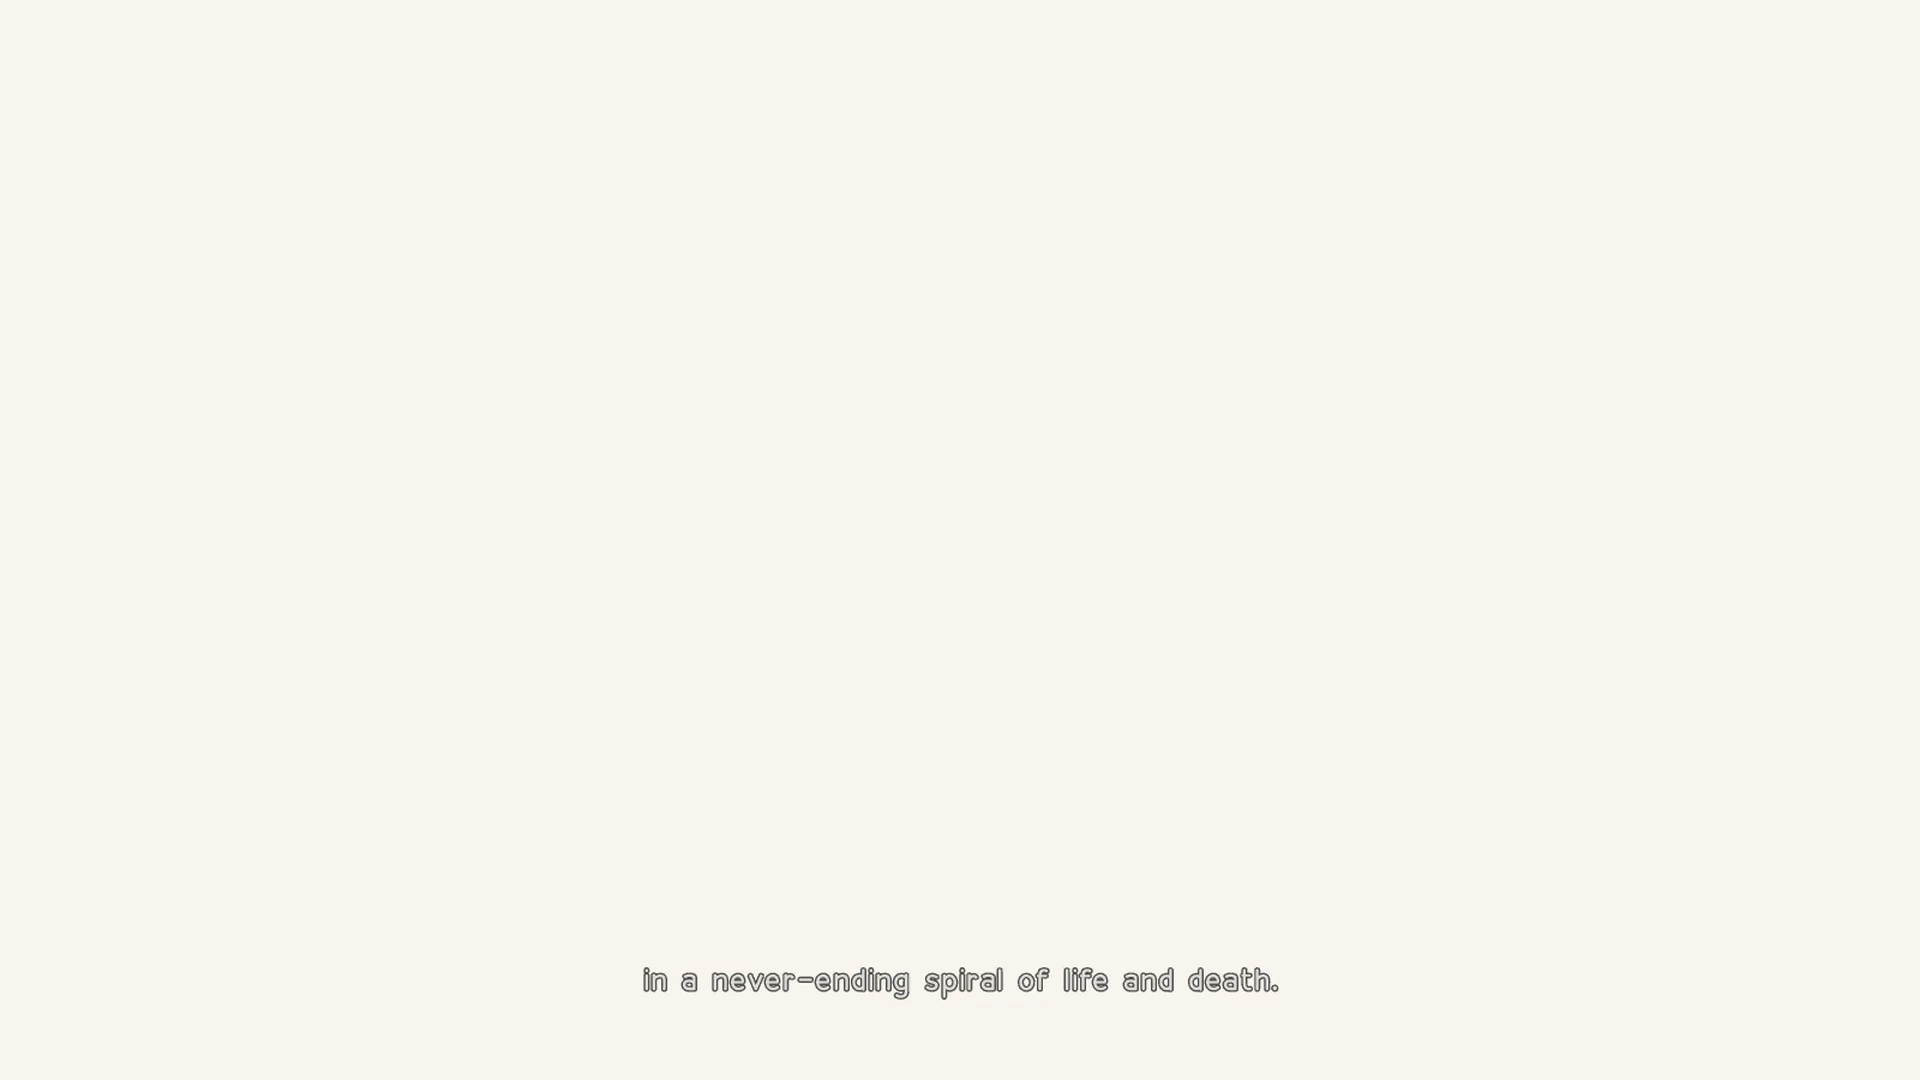 in a never-ending spiral of life and death.